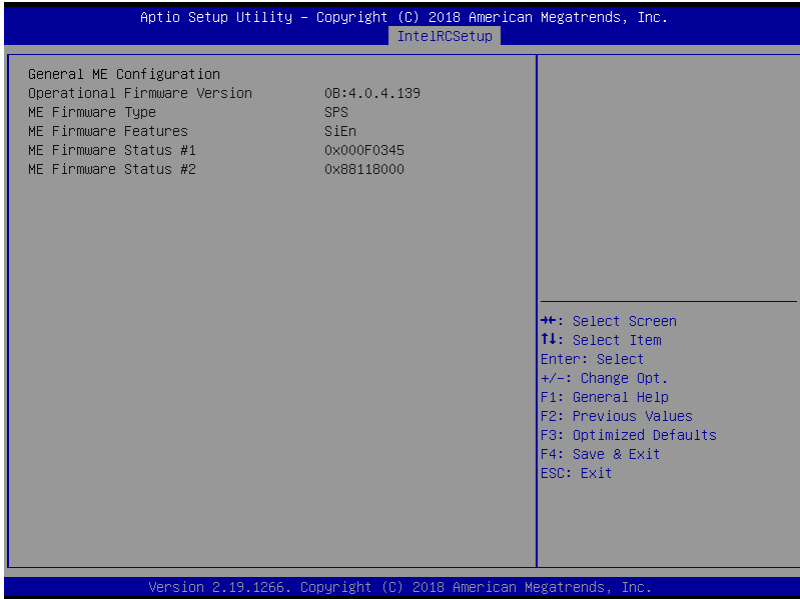 Aptio Setup Utility – Copyright (C) 2018 American Megatrends, Inc.
IntelRCSetup
General ME Configuration
Operational Firmware Version 0B:4.0.4.139
ME Firmware Type SPS
ME Firmware Features SiEn
ME Firmware Status #1 0x000F0345
ME Firmware Status #2 0x88118000
→←: Select Screen
↑↓: Select Item
Enter: Select
+/-: Change Opt.
F1: General Help
F2: Previous Values
F3: Optimized Defaults
F4: Save & Exit
ESC: Exit
Version 2.19.1266. Copyright (C) 2018 American Megatrends, Inc.